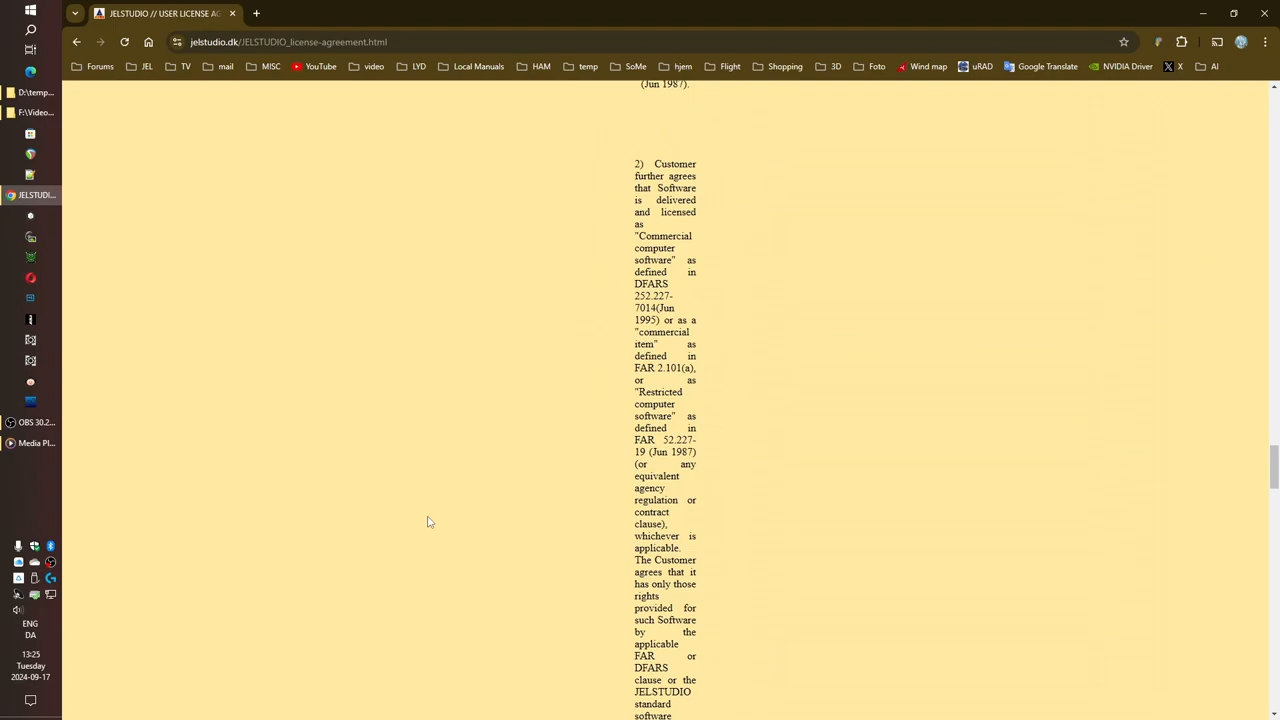 JELSTUDIO // USER LICENSE AG
jelstudio.dk/JELSTUDIO_license-agreement.html
Forums JEL TV mail MISC YouTube video LYD Local Manuals HAM temp SoMe hjem Flight Shopping 3D Foto Wind map uRAD Google Translate NVIDIA Driver X AI
D:\temp...
F:\Video...
JELSTUDI...
OBS 30.2...
Media Pl...
ENG
DA
13:25
Tuesday
2024-09-17
(Jun 1987).
2) Customer
further agrees
that Software
is delivered
and licensed
as
"Commercial
computer
software" as
defined in
DFARS
252.227-
7014(Jun
1995) or as a
"commercial
item" as
defined in
FAR 2.101(a),
or as
"Restricted
computer
software" as
defined in
FAR 52.227-
19 (Jun 1987)
(or any
equivalent
agency
regulation or
contract
clause),
whichever is
applicable.
The Customer
agrees that it
has only those
rights
provided for
such Software
by the
applicable
FAR or
DFARS
clause or the
JELSTUDIO
standard
software